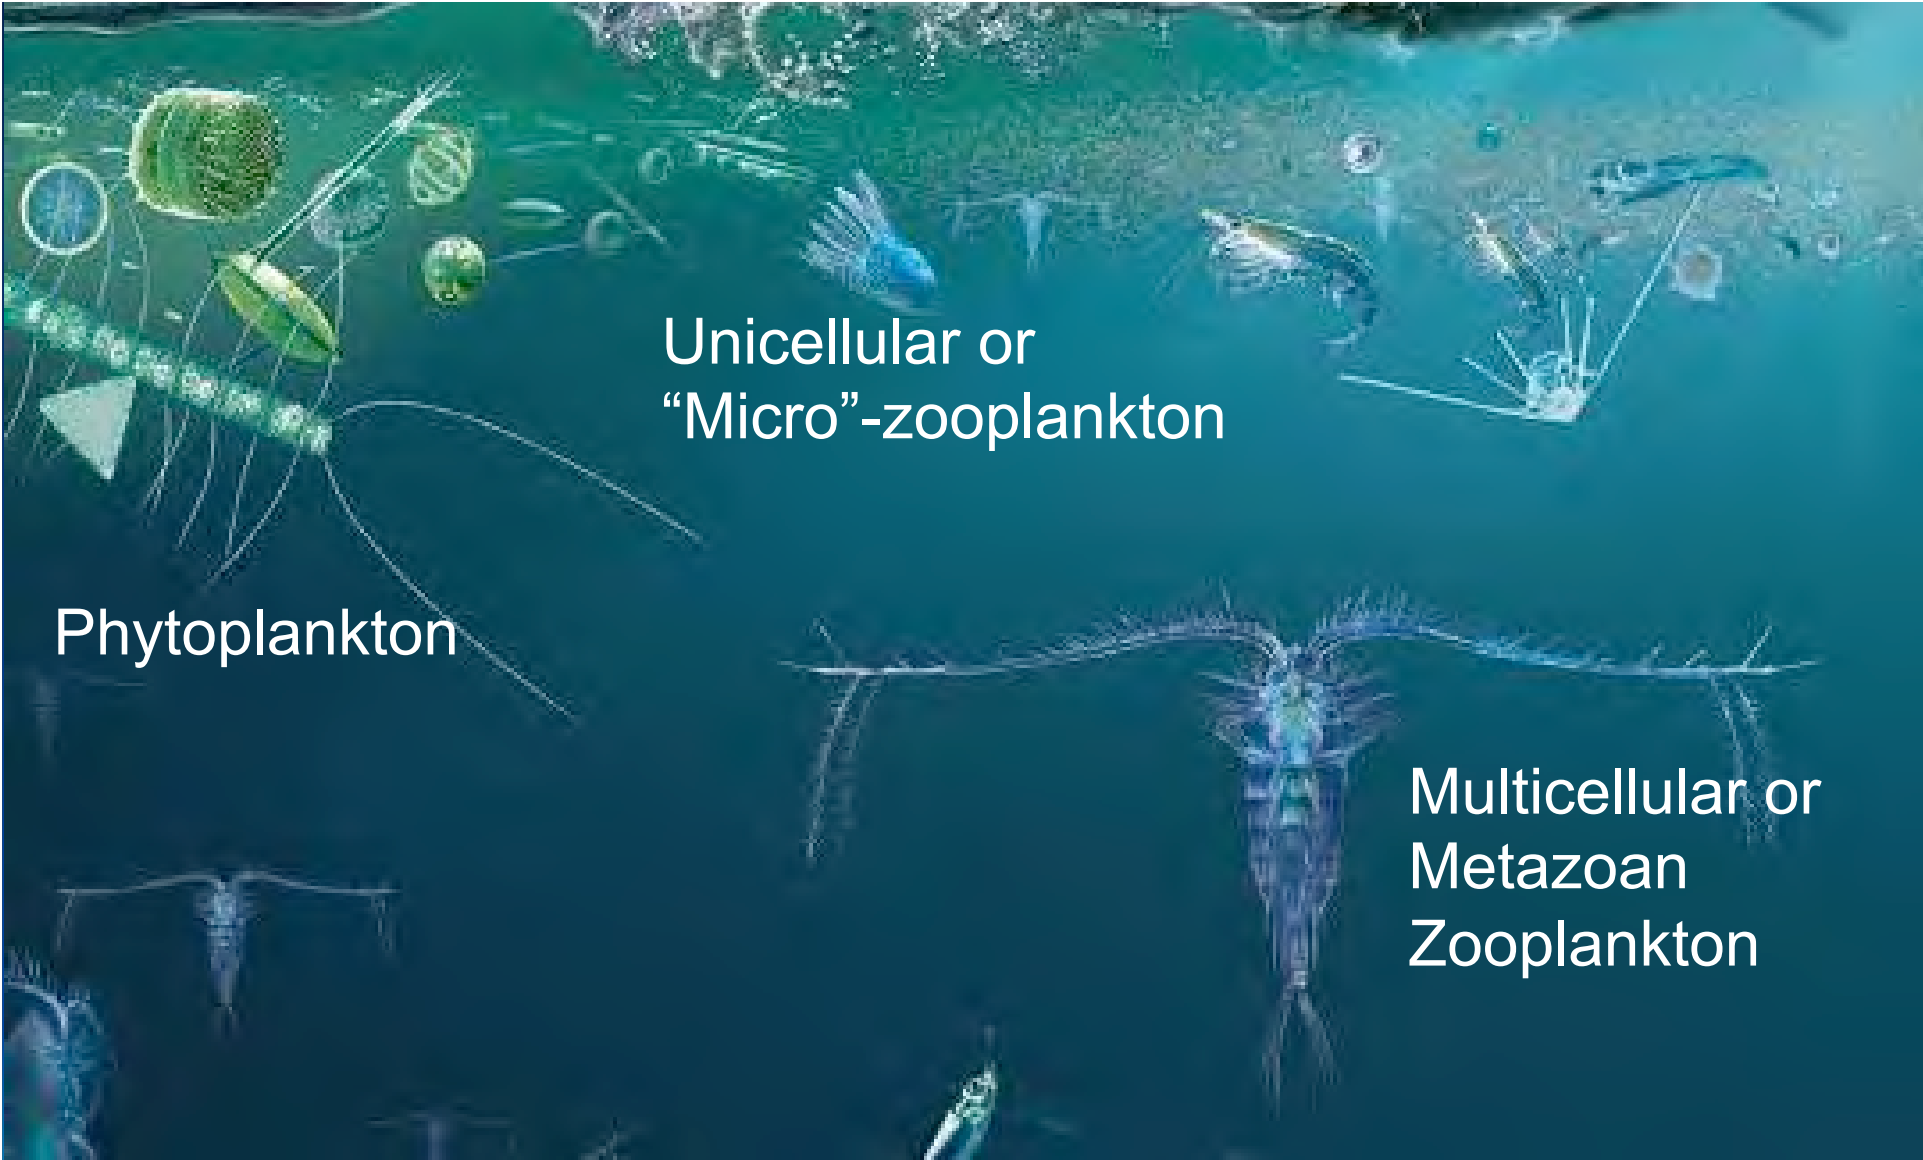 Unicellular or
“Micro”-zooplankton
Phytoplankton
Multicellular or
Metazoan
Zooplankton